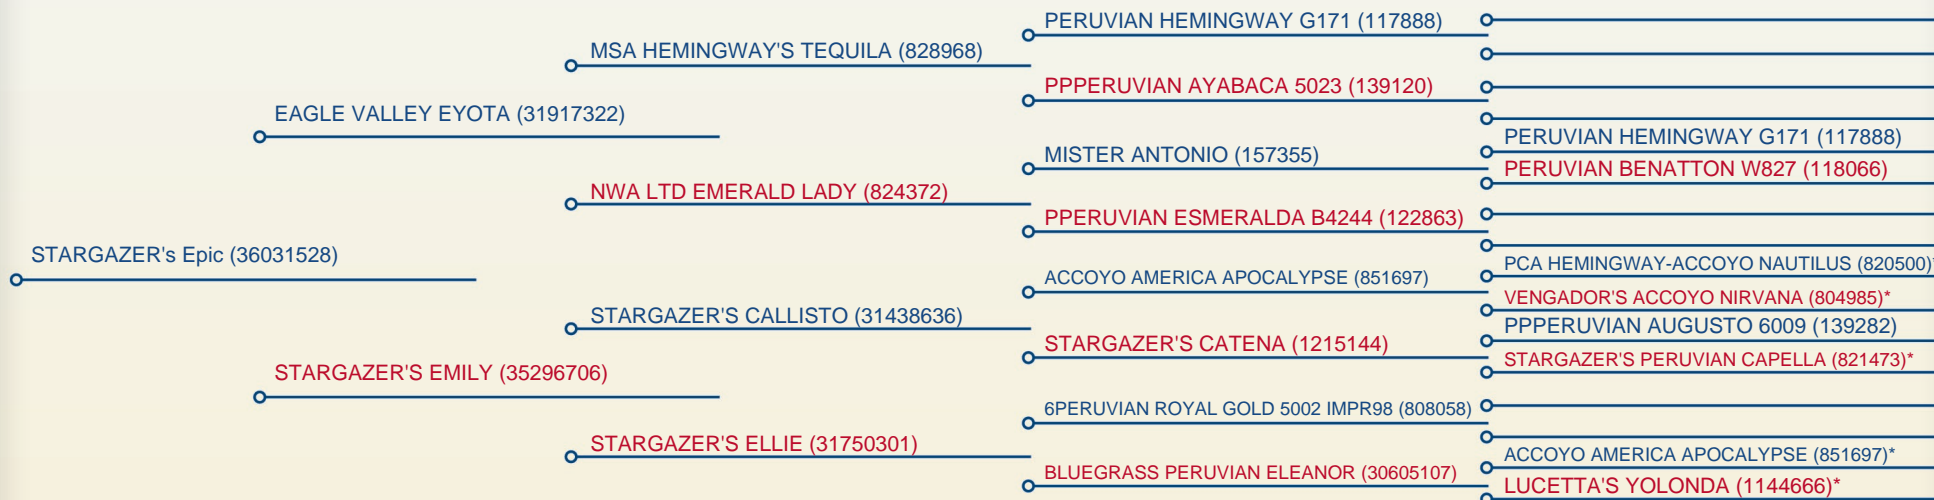 PERUVIAN HEMINGWAY G171 (117888)
MSA HEMINGWAY'S TEQUILA (828968)
PPPERUVIAN AYABACA 5023 (139120)
EAGLE VALLEY EYOTA (31917322)
PERUVIAN HEMINGWAY G171 (117888)
MISTER ANTONIO (157355)
PERUVIAN BENATTON W827 (118066)
NWA LTD EMERALD LADY (824372)
PPERUVIAN ESMERALDA B4244 (122863)
STARGAZER's Epic (36031528)
PCA HEMINGWAY-ACCOYO NAUTILUS (820500)*
ACCOYO AMERICA APOCALYPSE (851697)
VENGADOR'S ACCOYO NIRVANA (804985)*
STARGAZER'S CALLISTO (31438636)
PPPERUVIAN AUGUSTO 6009 (139282)
STARGAZER'S CATENA (1215144)
STARGAZER'S PERUVIAN CAPELLA (821473)*
STARGAZER'S EMILY (35296706)
6PERUVIAN ROYAL GOLD 5002 IMPR98 (808058)
STARGAZER'S ELLIE (31750301)
ACCOYO AMERICA APOCALYPSE (851697)*
BLUEGRASS PERUVIAN ELEANOR (30605107)
LUCETTA'S YOLONDA (1144666)*